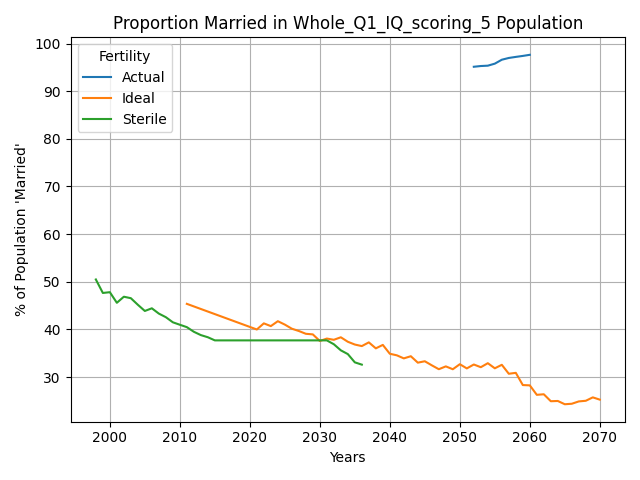 Proportion Married in Whole_Q1_IQ_scoring_5 Population
% of Population 'Married'
100
90
80
70
60
50
40
30
Fertility
Actual
Ideal
Sterile
2000
2010
2020
2030
2040
2050
2060
2070
Years